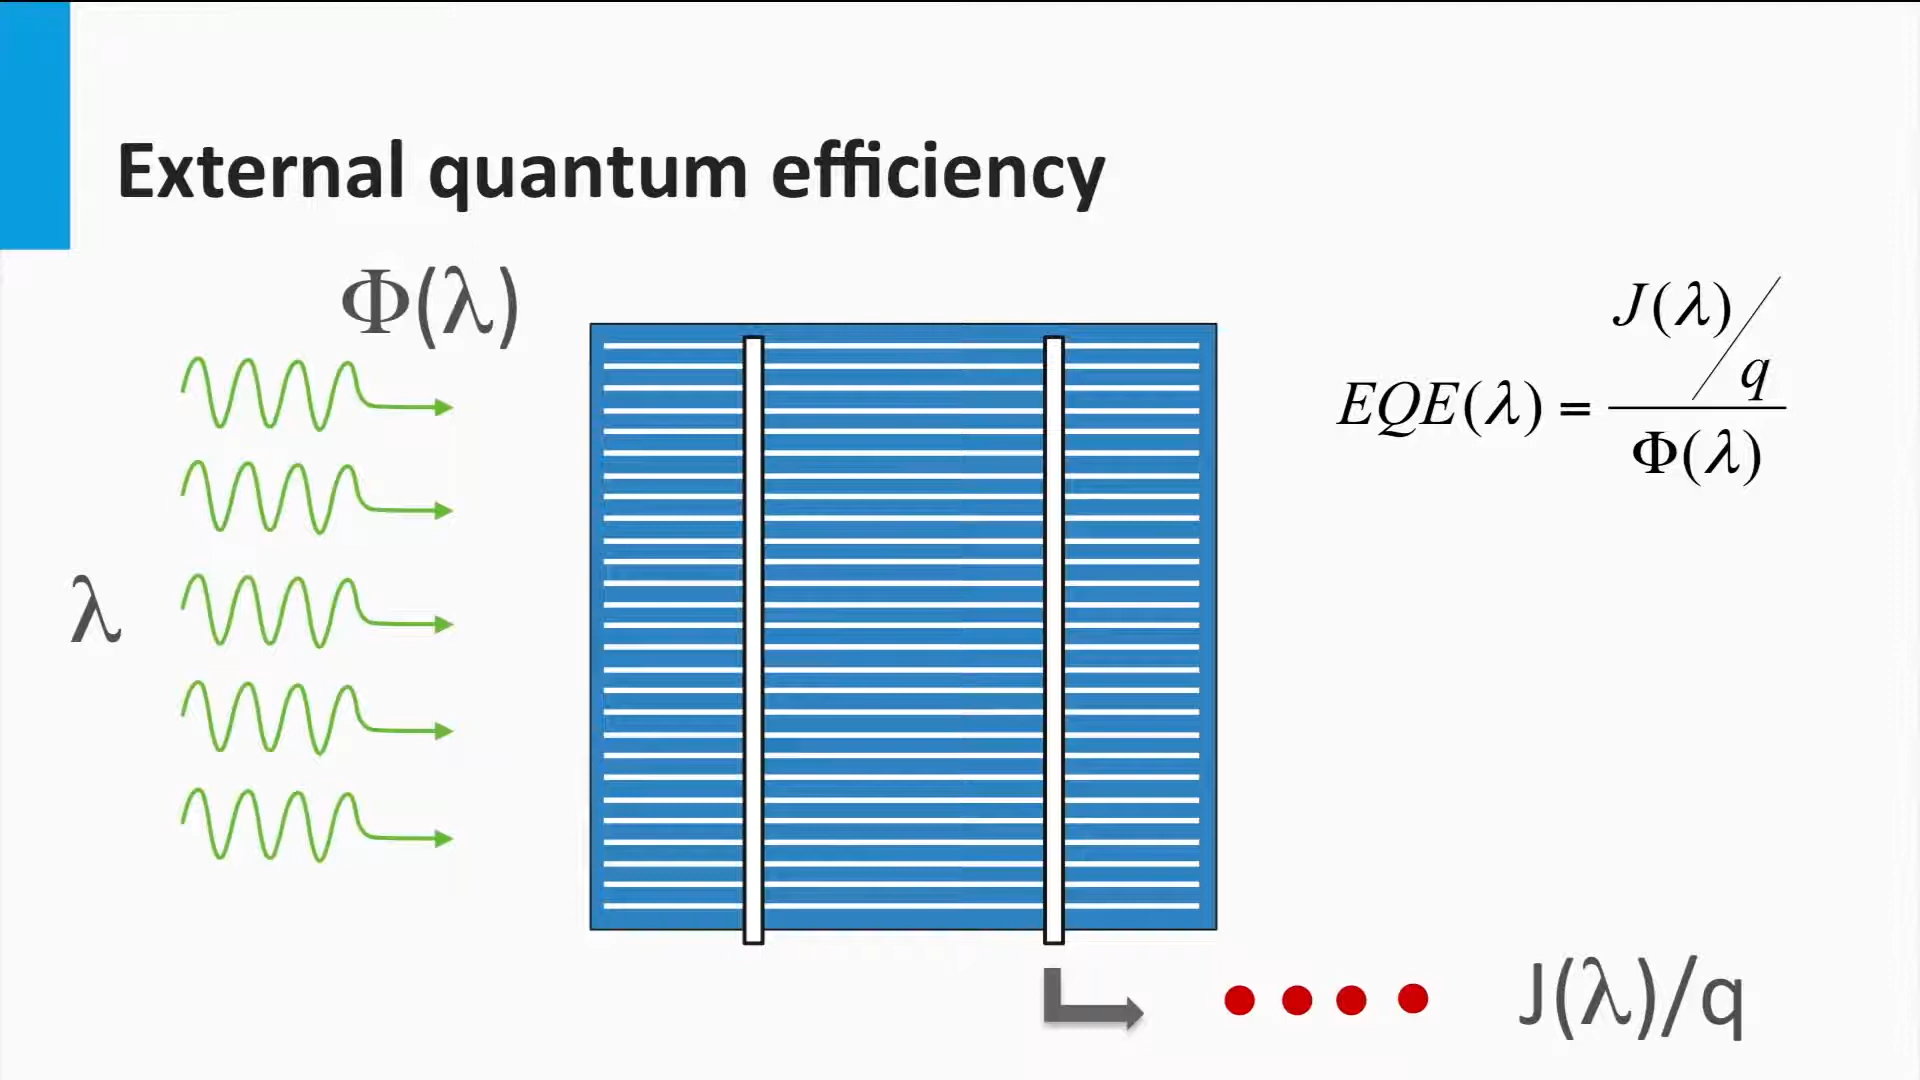 External quantum efficiency
Φ(λ)
λ
EQE(λ) = J(λ)/q
Φ(λ)
J(λ)/q